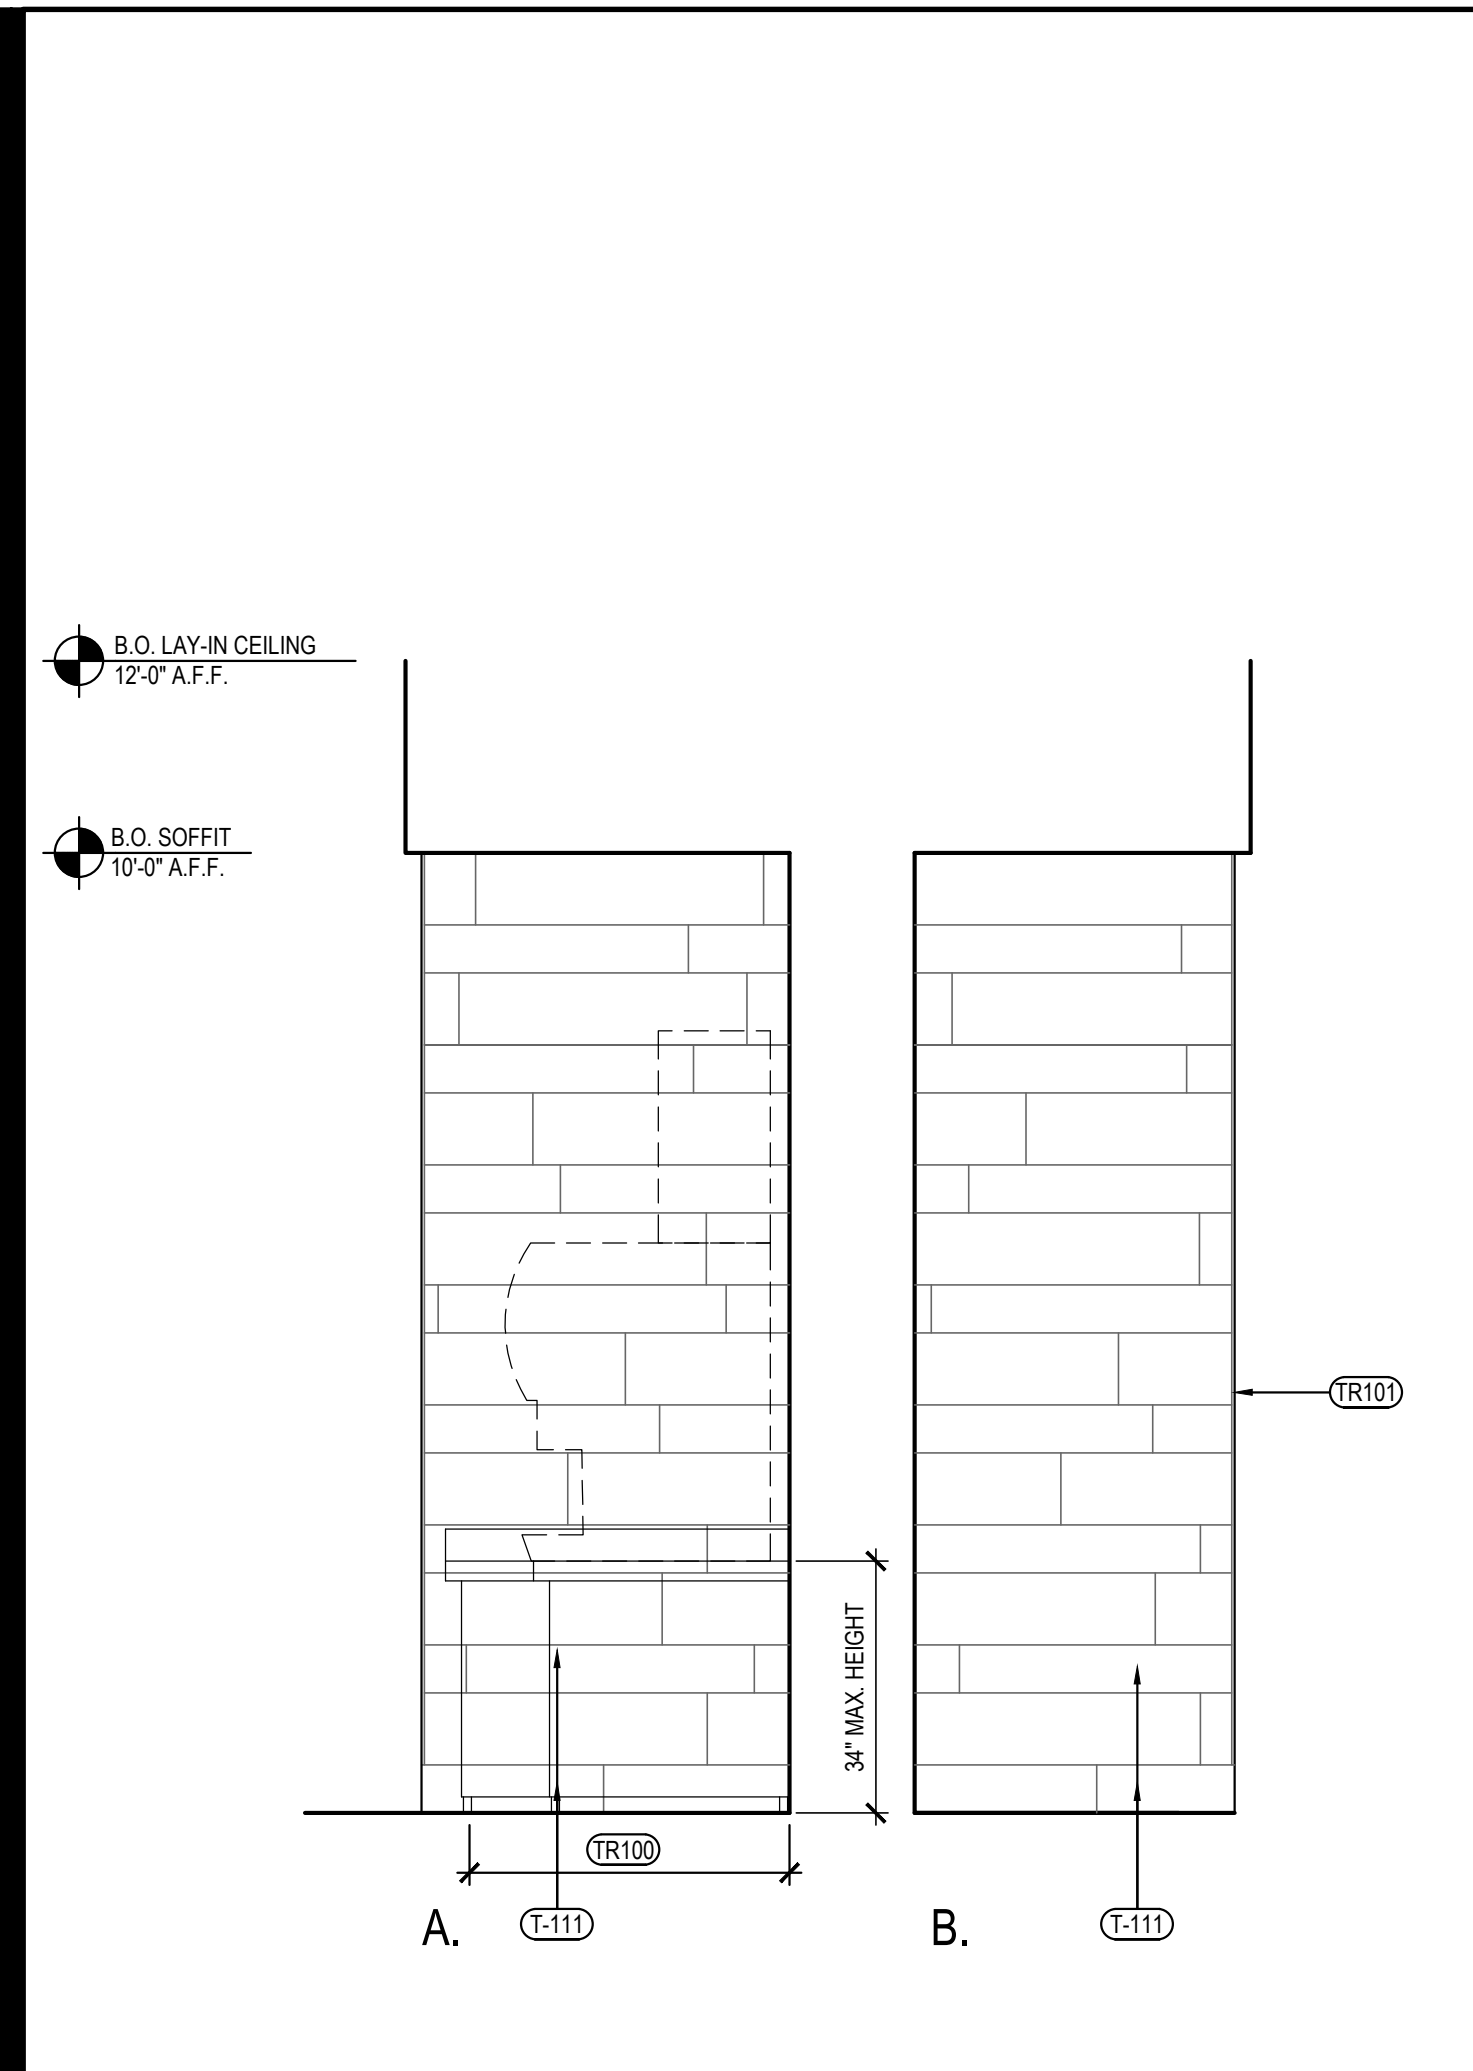 B.O. LAY-IN CEILING
12'-0" A.F.F.
B.O. SOFFIT
10'-0" A.F.F.
TR101
34" MAX. HEIGHT
TR100
A.
T-111
B.
T-111